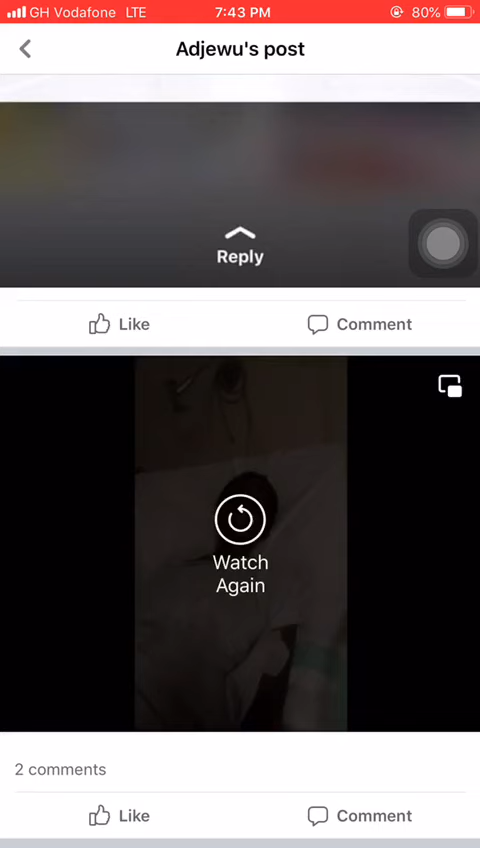 GH Vodafone LTE 7:43 PM 80%
Adjewu's post
Reply
Like Comment
Watch
Again
2 comments
Like Comment